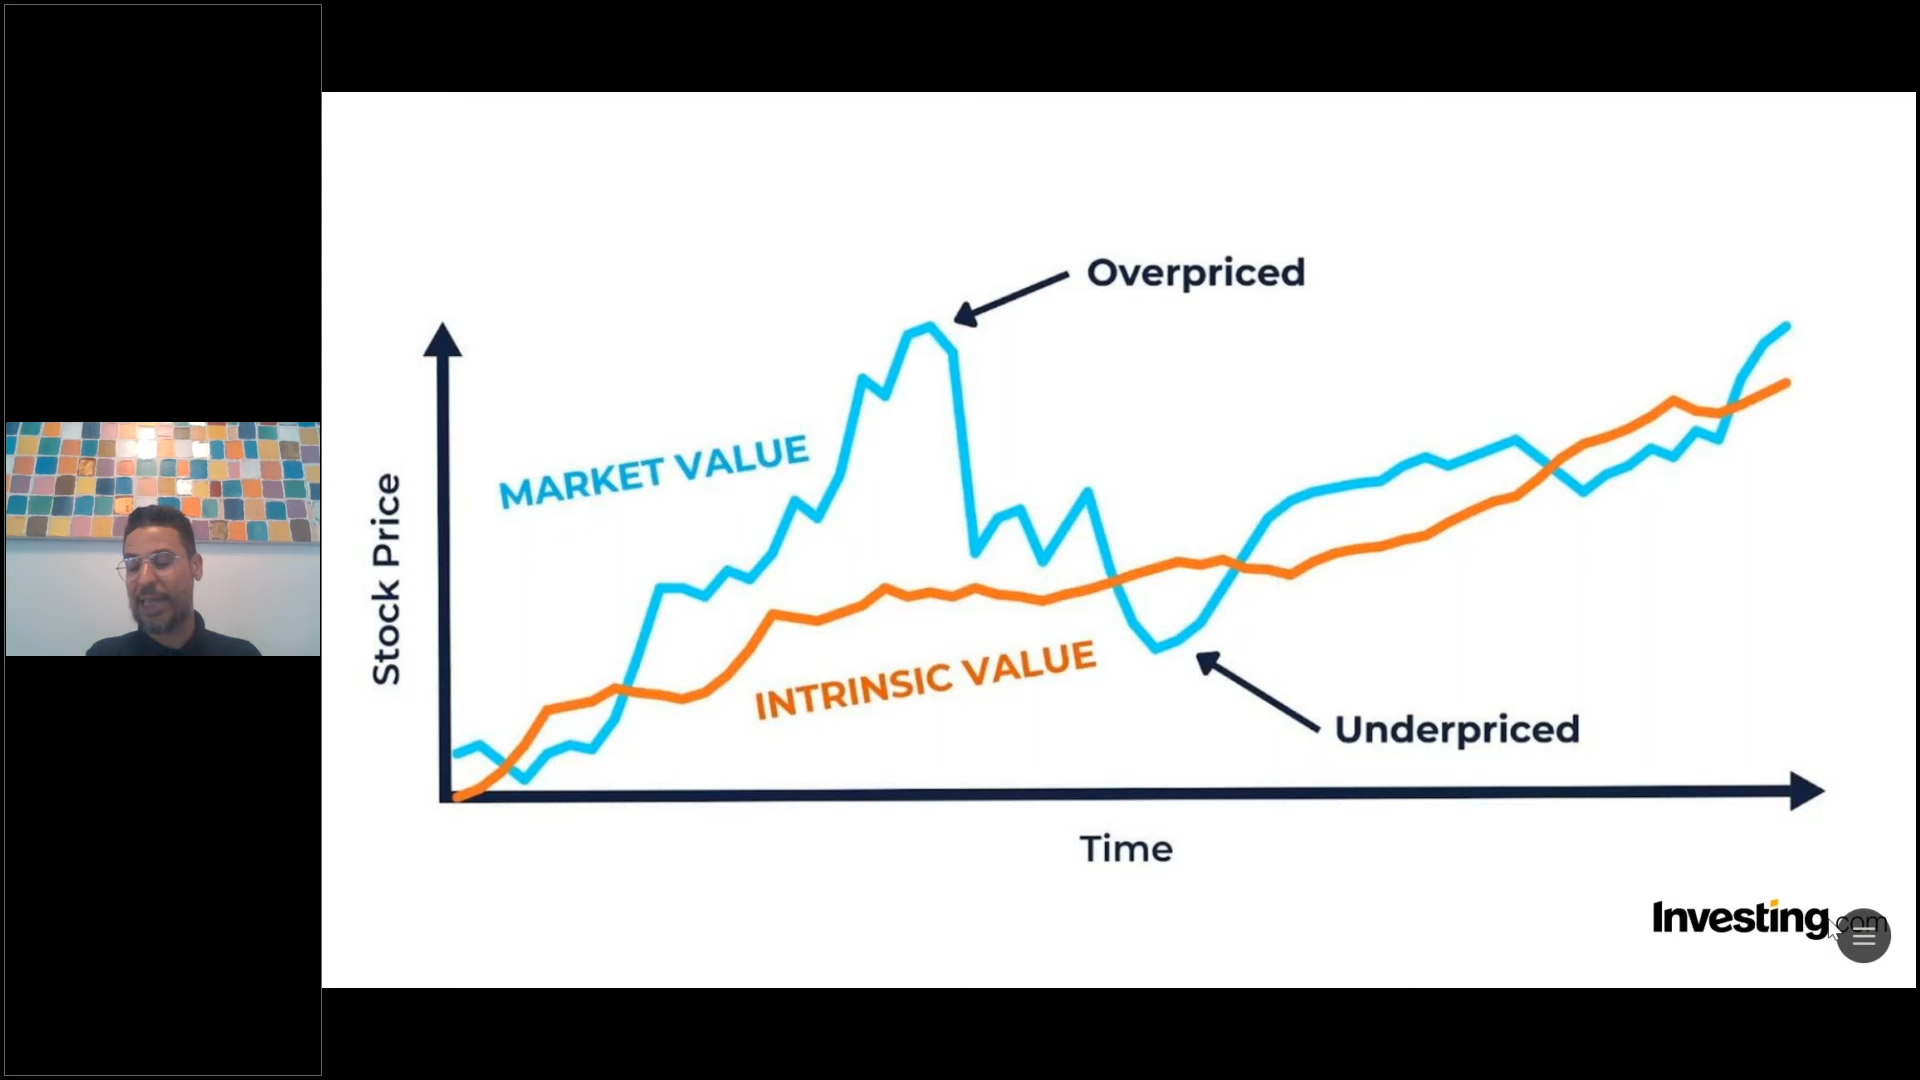 Overpriced
MARKET VALUE
Stock Price
INTRINSIC VALUE
Underpriced
Time
Investing.com